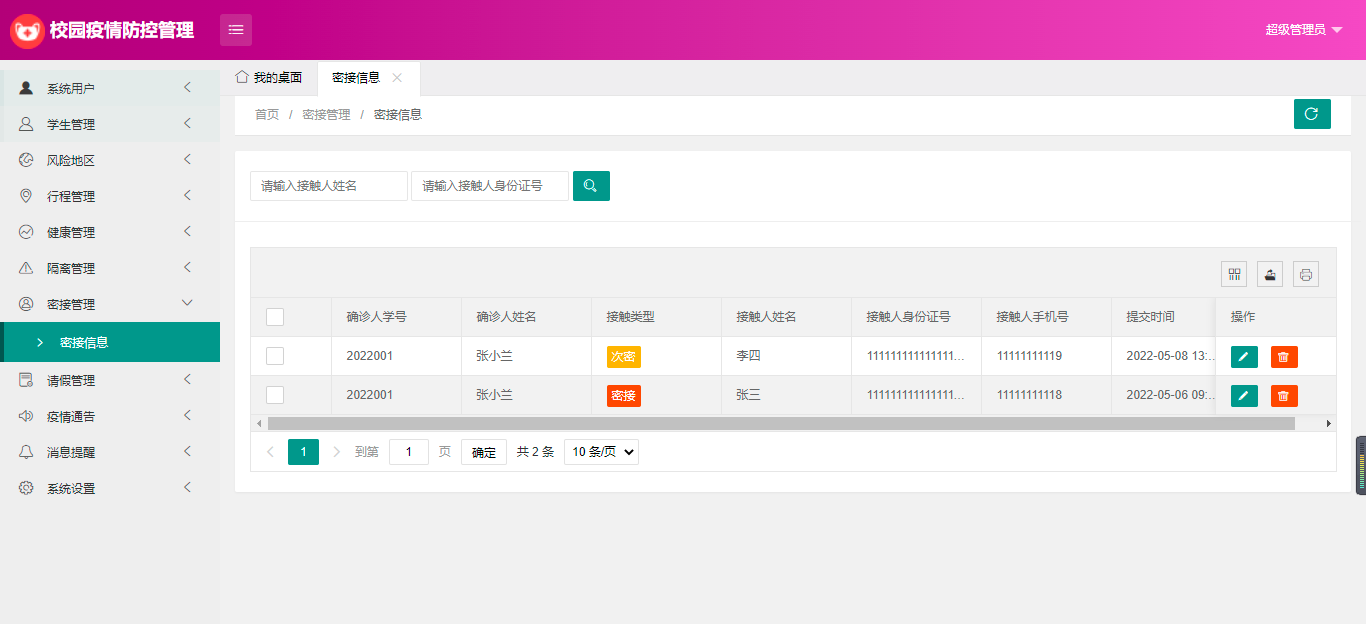 校园疫情防控管理
超级管理员
系统用户
学生管理
风险地区
行程管理
健康管理
隔离管理
密接管理
密接信息
请假管理
疫情通告
消息提醒
系统设置
我的桌面 密接信息
首页 / 密接管理 / 密接信息
请输入接触人姓名 请输入接触人身份证号
确诊人学号 确诊人姓名 接触类型 接触人姓名 接触人身份证号 接触人手机号 提交时间 操作
2022001 张小兰 次密 李四 111111111111111... 11111111119 2022-05-08 13:...
2022001 张小兰 密接 张三 111111111111111... 11111111118 2022-05-06 09:...
1 到第 1 页 确定 共 2 条 10 条/页